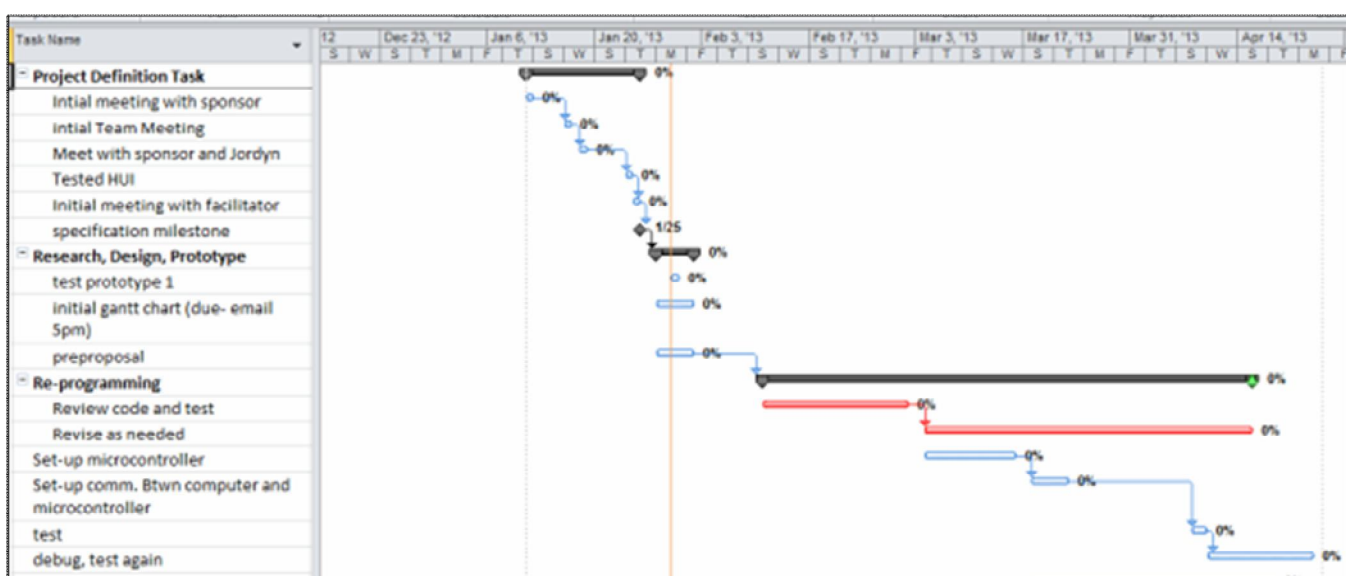 Task Name
12 Dec 23, '12 Jan 6, '13 Jan 20, '13 Feb 3, '13 Feb 17, '13 Mar 3, '13 Mar 17, '13 Mar 31, '13 Apr 14, '13
S W S T M F T S W S T M F T S W S T M F T S W S T M F T S W S T M F
Project Definition Task 0%
Intial meeting with sponsor 0%
intial Team Meeting 0%
Meet with sponsor and Jordyn 0%
Tested HUI 0%
Initial meeting with facilitator 0%
specification milestone 1/25
Research, Design, Prototype 0%
test prototype 1 0%
initial gantt chart (due- email 0%
5pm)
preproposal 0%
Re-programming 0%
Review code and test 0%
Revise as needed 0%
Set-up microcontroller 0%
Set-up comm. Btwn computer and 0%
microcontroller
test 0%
debug, test again 0%